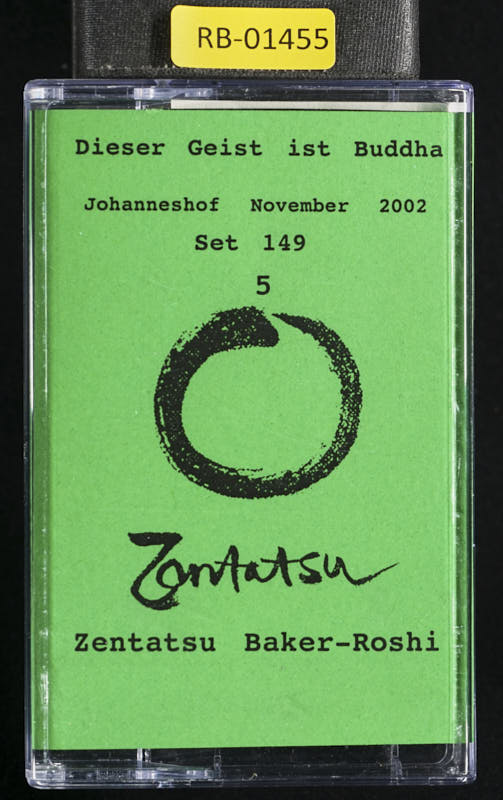 RB-01455
Dieser Geist ist Buddha
Johanneshof November 2002
Set 149
5
Zentatsu
Zentatsu Baker-Roshi